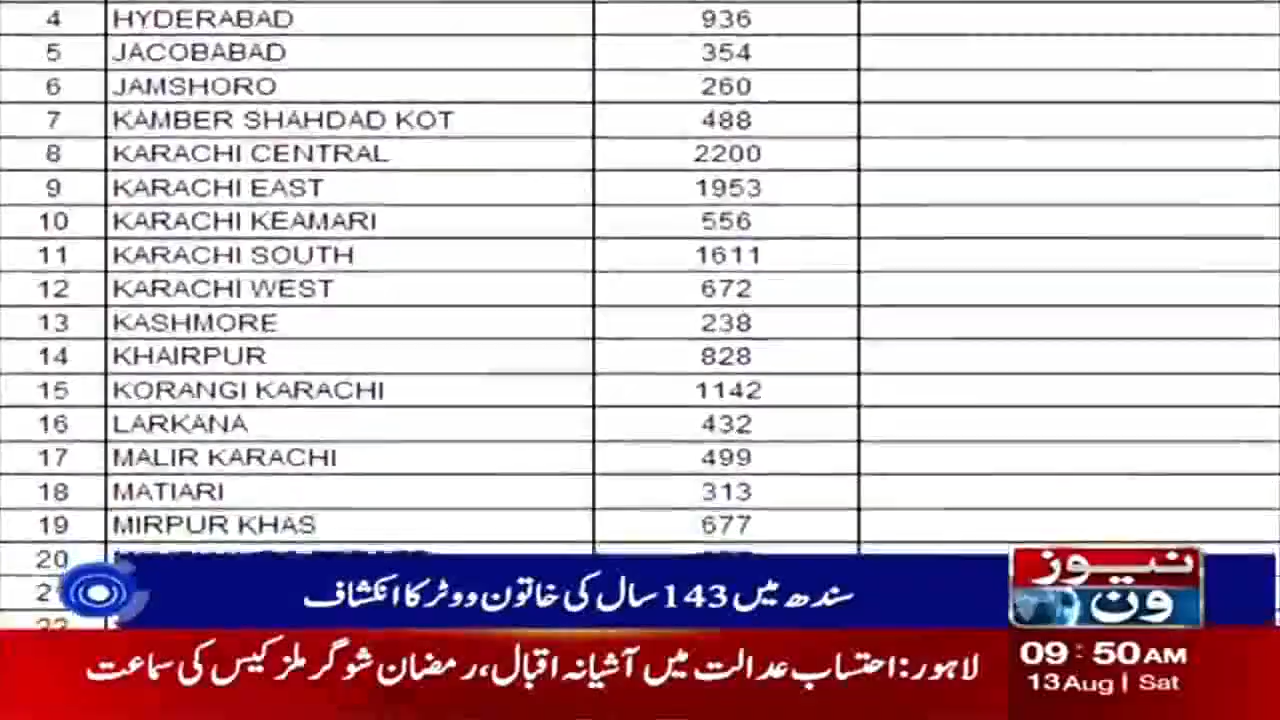 4 HYDERABAD 936
5 JACOBABAD 354
6 JAMSHORO 260
7 KAMBER SHAHDAD KOT 488
8 KARACHI CENTRAL 2200
9 KARACHI EAST 1953
10 KARACHI KEAMARI 556
11 KARACHI SOUTH 1611
12 KARACHI WEST 672
13 KASHMORE 238
14 KHAIRPUR 828
15 KORANGI KARACHI 1142
16 LARKANA 432
17 MALIR KARACHI 499
18 MATIARI 313
19 MIRPUR KHAS 677
20
سندھ میں 143 سال کی خاتون ووٹر کا انکشاف
نیوز
ون
لاہور: احتساب عدالت میں آشیانہ اقبال، رمضان شوگر ملز کیس کی سماعت
09:50AM
13Aug | Sat